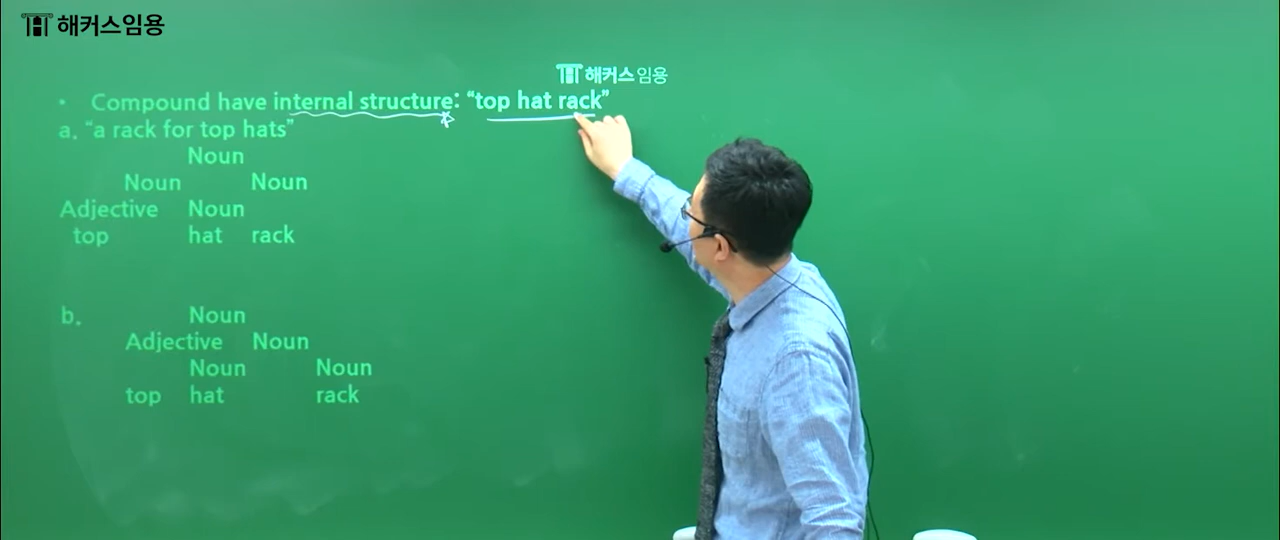 해커스임용
해커스임용
• Compound have internal structure: “top hat rack”
a. “a rack for top hats”
Noun
Noun Noun
Adjective Noun
top hat rack
b. Noun
Adjective Noun
Noun Noun
top hat rack